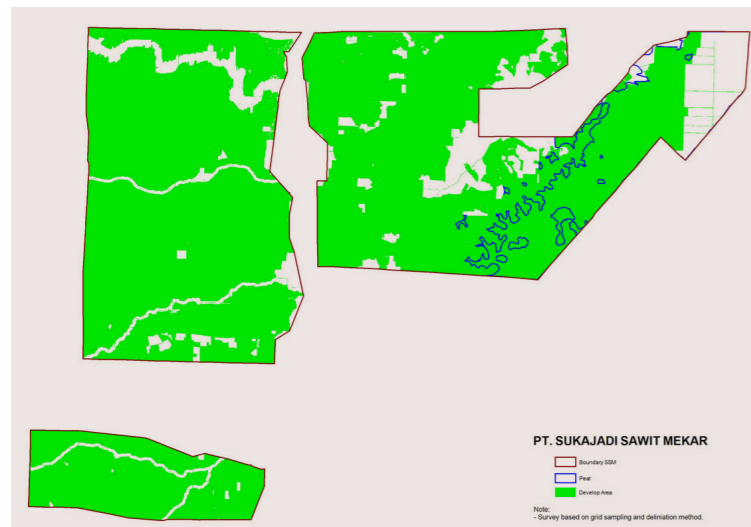 PT. SUKAJADI SAWIT MEKAR
Boundary SSM
Peat
Develop Area
Note:
- Survey based on grid sampling and deliniation method.